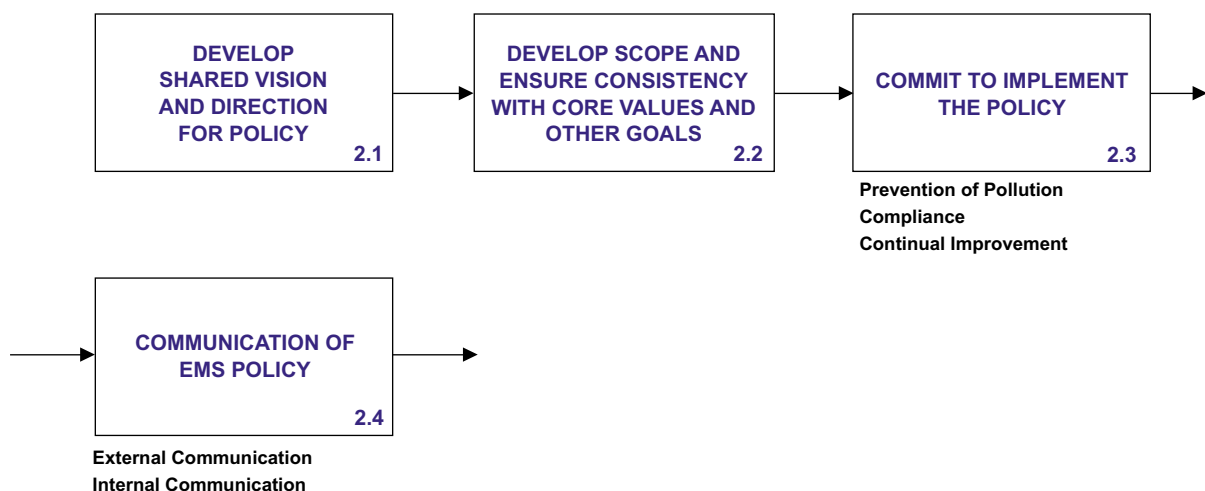 DEVELOP
SHARED VISION
AND DIRECTION
FOR POLICY
2.1
DEVELOP SCOPE AND
ENSURE CONSISTENCY
WITH CORE VALUES AND
OTHER GOALS
2.2
COMMIT TO IMPLEMENT
THE POLICY
2.3
Prevention of Pollution
Compliance
Continual Improvement
COMMUNICATION OF
EMS POLICY
2.4
External Communication
Internal Communication